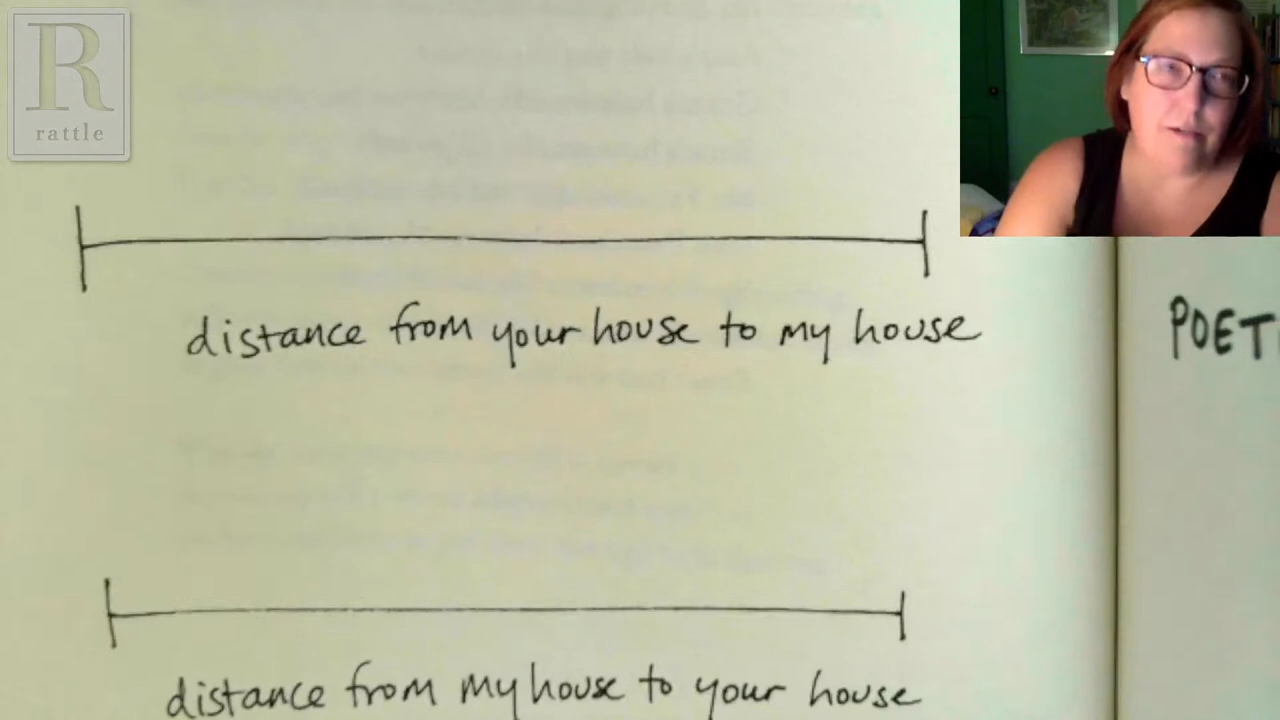 R
rattle
distance from your house to my house
POET
distance from my house to your house